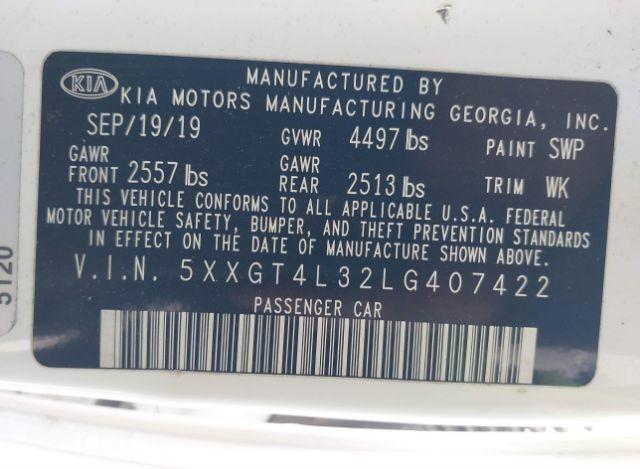 KIA
MANUFACTURED BY
KIA MOTORS MANUFACTURING GEORGIA, INC.
SEP/19/19 GVWR 4497 lbs PAINT SWP
GAWR FRONT 2557 lbs GAWR REAR 2513 lbs TRIM WK
THIS VEHICLE CONFORMS TO ALL APPLICABLE U.S.A. FEDERAL
MOTOR VEHICLE SAFETY, BUMPER, AND THEFT PREVENTION STANDARDS
IN EFFECT ON THE DATE OF MANUFACTURE SHOWN ABOVE.
V.I.N. 5XXGT4L32LG407422
PASSENGER CAR
5120